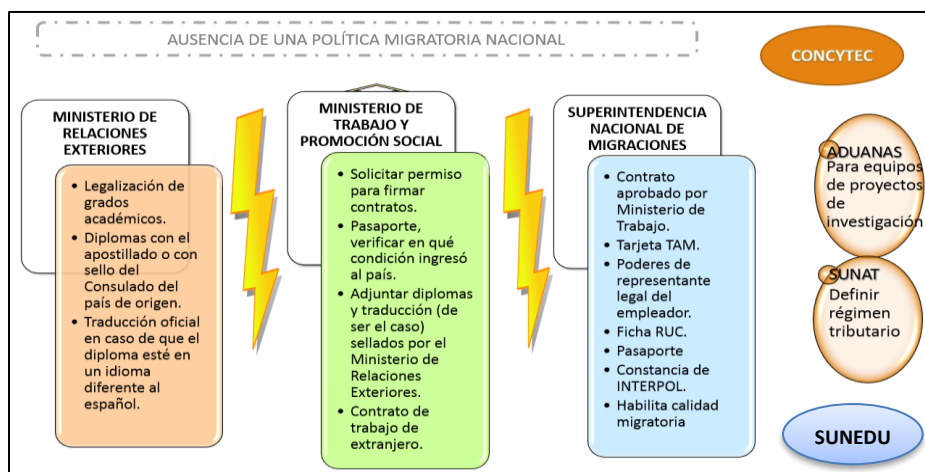 AUSENCIA DE UNA POLÍTICA MIGRATORIA NACIONAL
CONCYTEC
MINISTERIO DE
RELACIONES
EXTERIORES
• Legalización de
grados
académicos.
• Diplomas con el
apostillado o con
sello del
Consulado del
país de origen.
• Traducción oficial
en caso de que el
diploma esté en
un idioma
diferente al
español.
MINISTERIO DE
TRABAJO Y
PROMOCIÓN SOCIAL
• Solicitar permiso
para firmar
contratos.
• Pasaporte,
verificar en qué
condición ingresó
al país.
• Adjuntar diplomas
y traducción (de
ser el caso)
sellados por el
Ministerio de
Relaciones
Exteriores.
• Contrato de
trabajo de
extranjero.
SUPERINTENDENCIA
NACIONAL DE
MIGRACIONES
• Contrato
aprobado por
Ministerio de
Trabajo.
• Tarjeta TAM.
• Poderes de
representante
legal del
empleador.
• Ficha RUC.
• Pasaporte
• Constancia de
INTERPOL.
• Habilita calidad
migratoria
ADUANAS
Para equipos
de proyectos
de
investigación
SUNAT
Definir
régimen
tributario
SUNEDU